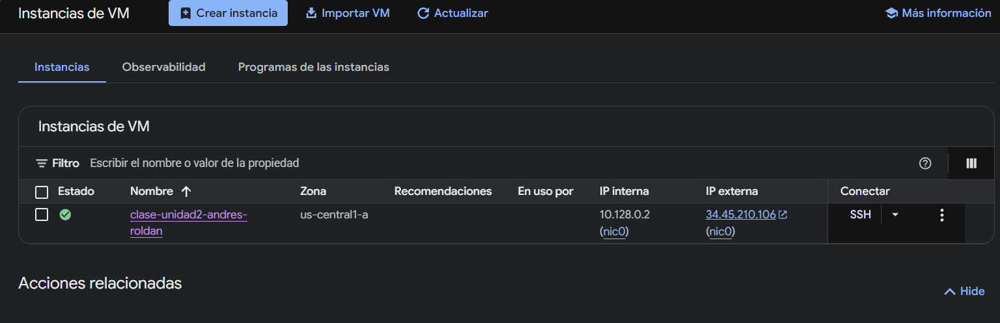 Instancias de VM Crear instancia Importar VM Actualizar Más información
Instancias Observabilidad Programas de las instancias
Instancias de VM
Filtro Escribir el nombre o valor de la propiedad
Estado Nombre Zona Recomendaciones En uso por IP interna IP externa Conectar
clase-unidad2-andres- us-central1-a 10.128.0.2 34.45.210.106 SSH
roldan (nic0) (nic0)
Acciones relacionadas
Hide